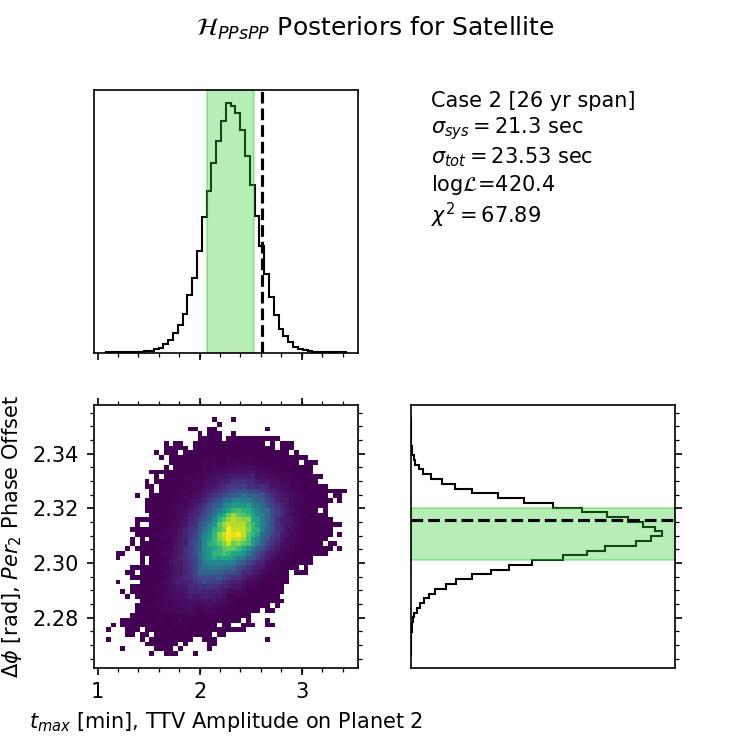 𝓗_PPsPP Posteriors for Satellite
Case 2 [26 yr span]
σ_sys = 21.3 sec
σ_tot = 23.53 sec
logℒ=420.4
χ² = 67.89
Δϕ [rad], Per₂ Phase Offset
2.34
2.32
2.30
2.28
1 2 3
t_max [min], TTV Amplitude on Planet 2